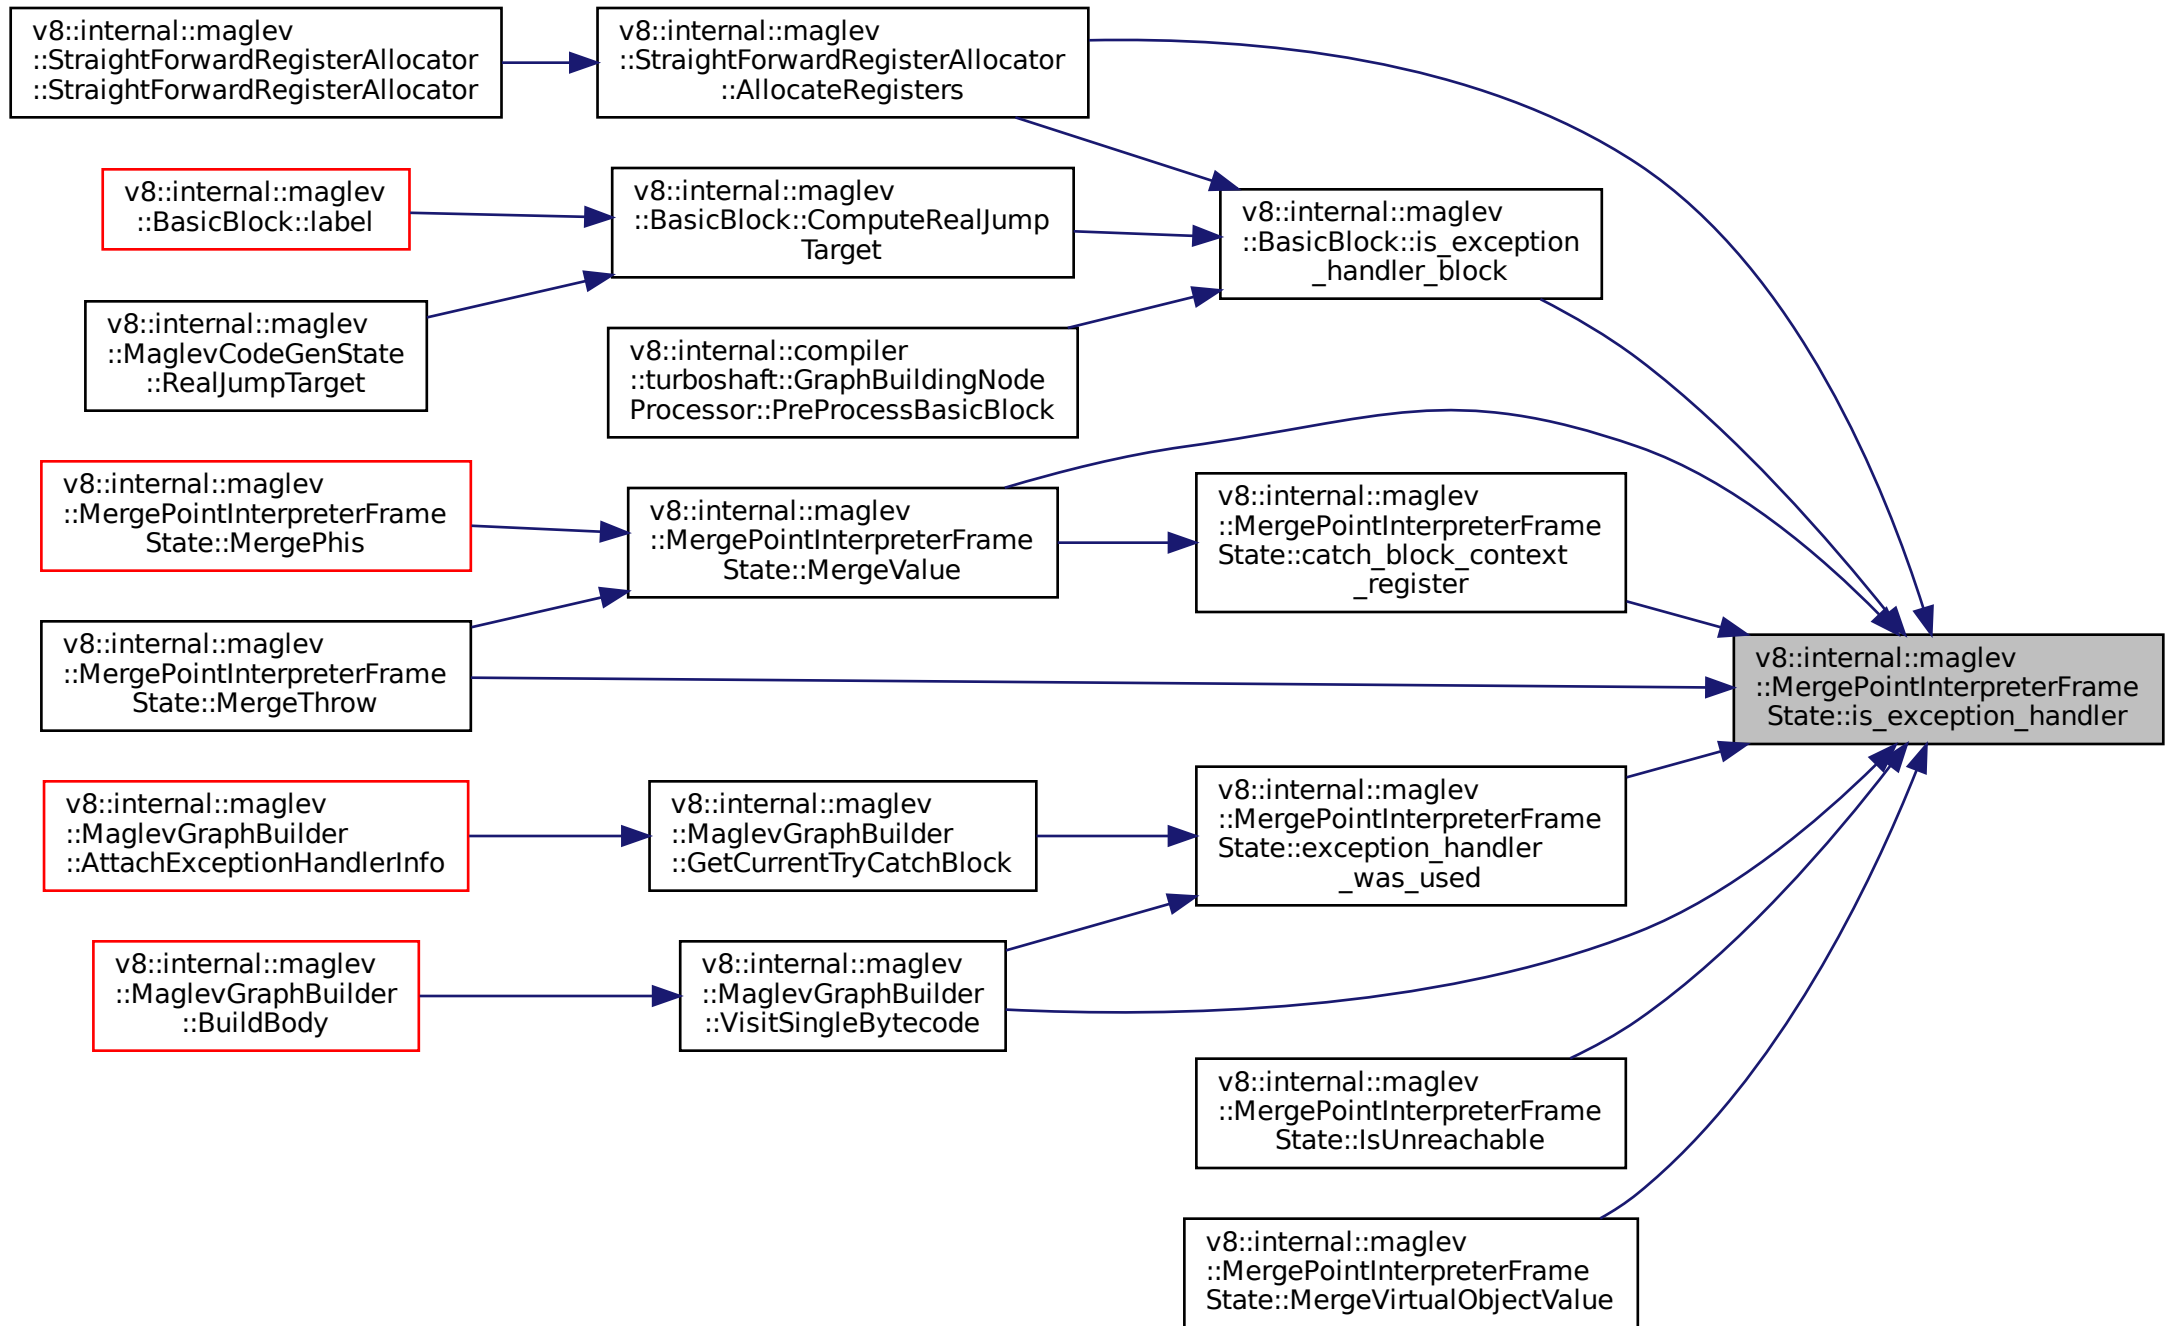 v8::internal::maglev
::StraightForwardRegisterAllocator
::StraightForwardRegisterAllocator
v8::internal::maglev
::StraightForwardRegisterAllocator
::AllocateRegisters
v8::internal::maglev
::BasicBlock::label
v8::internal::maglev
::BasicBlock::ComputeRealJump
Target
v8::internal::maglev
::BasicBlock::is_exception
_handler_block
v8::internal::maglev
::MaglevCodeGenState
::RealJumpTarget
v8::internal::compiler
::turboshaft::GraphBuildingNode
Processor::PreProcessBasicBlock
v8::internal::maglev
::MergePointInterpreterFrame
State::MergePhis
v8::internal::maglev
::MergePointInterpreterFrame
State::MergeValue
v8::internal::maglev
::MergePointInterpreterFrame
State::catch_block_context
_register
v8::internal::maglev
::MergePointInterpreterFrame
State::MergeThrow
v8::internal::maglev
::MergePointInterpreterFrame
State::is_exception_handler
v8::internal::maglev
::MaglevGraphBuilder
::AttachExceptionHandlerInfo
v8::internal::maglev
::MaglevGraphBuilder
::GetCurrentTryCatchBlock
v8::internal::maglev
::MergePointInterpreterFrame
State::exception_handler
_was_used
v8::internal::maglev
::MaglevGraphBuilder
::BuildBody
v8::internal::maglev
::MaglevGraphBuilder
::VisitSingleBytecode
v8::internal::maglev
::MergePointInterpreterFrame
State::IsUnreachable
v8::internal::maglev
::MergePointInterpreterFrame
State::MergeVirtualObjectValue